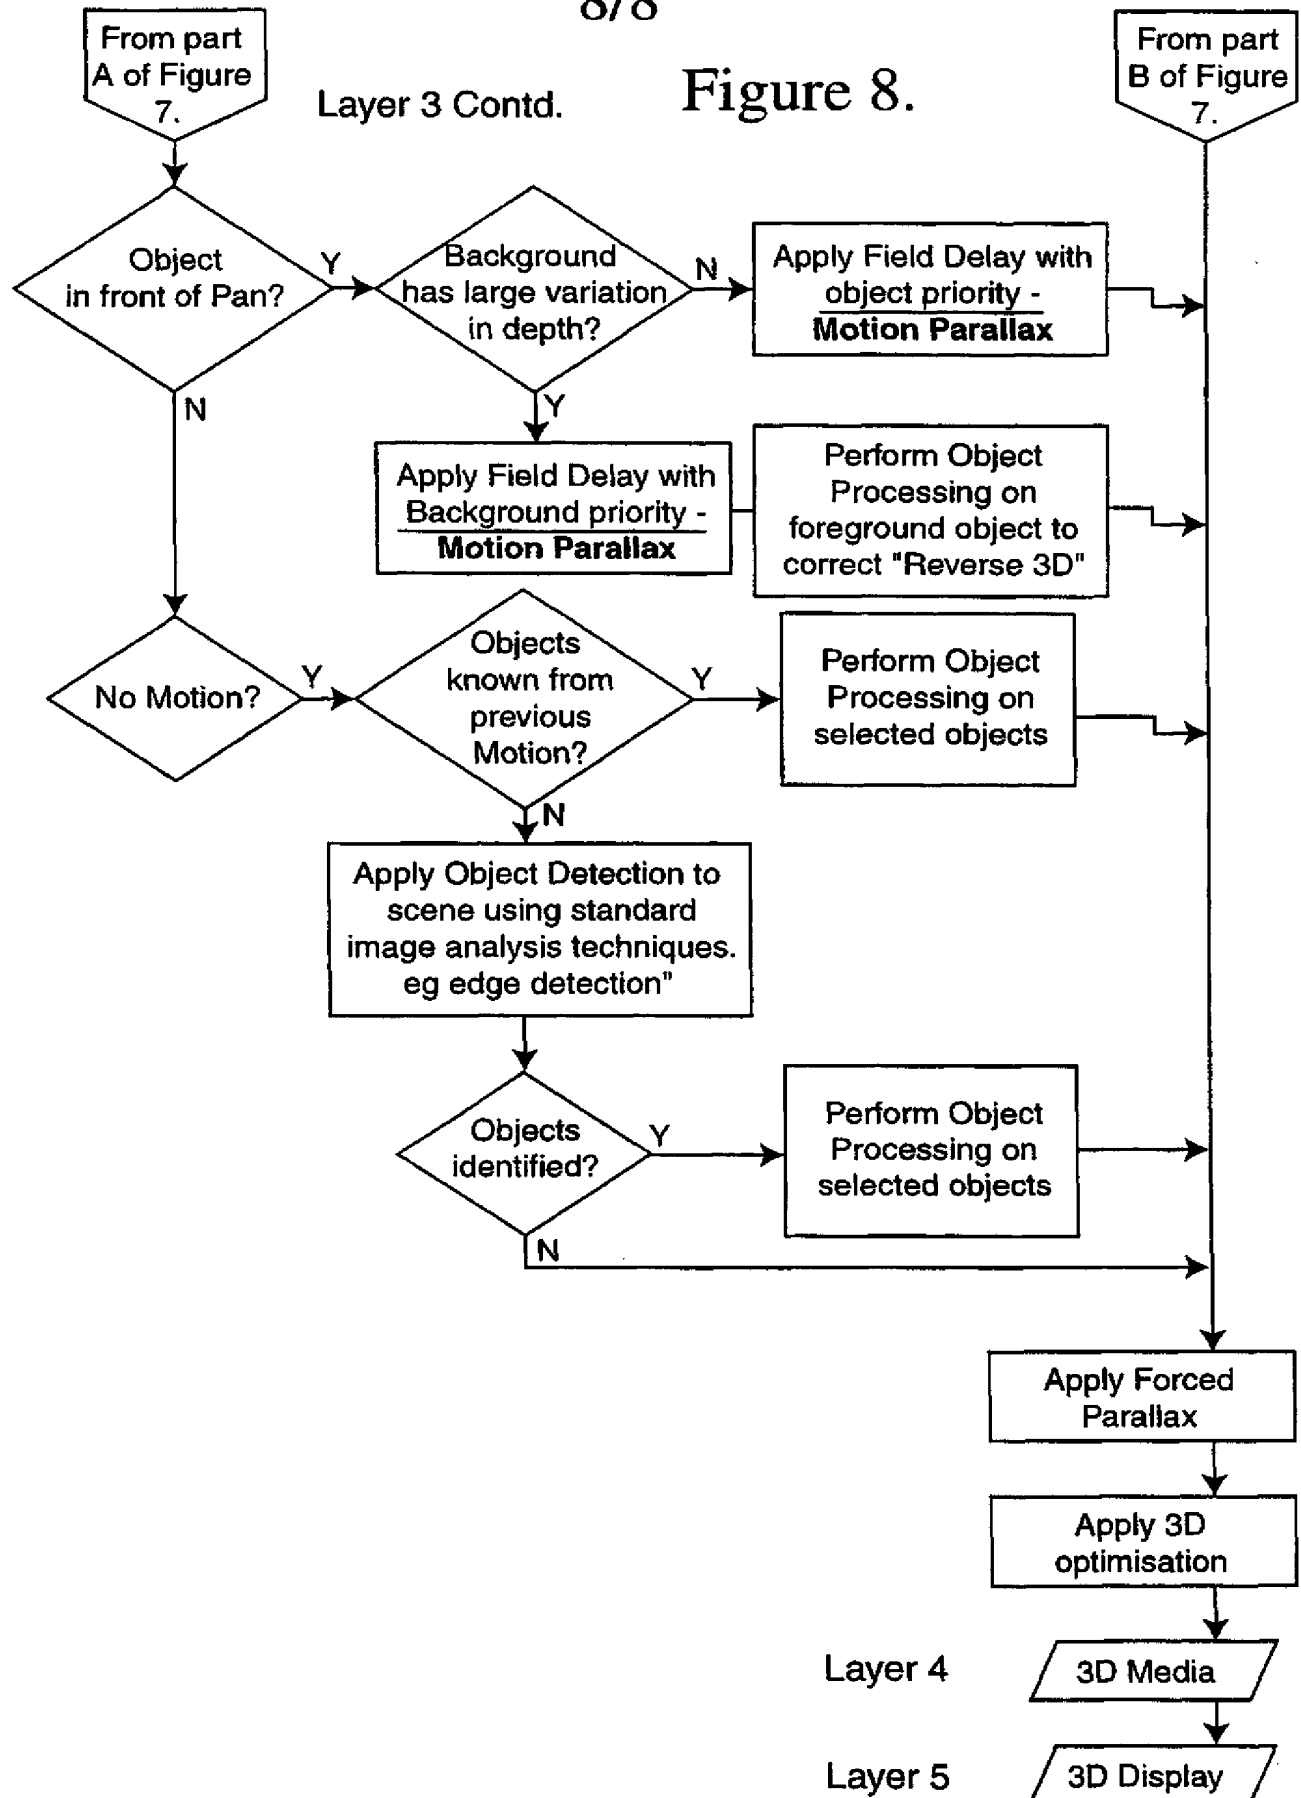 8/8
From part
A of Figure
7.
Layer 3 Contd.
Figure 8.
From part
B of Figure
7.
Object
in front of Pan?
Y
Background
has large variation
in depth?
N
Apply Field Delay with
object priority -
Motion Parallax
N
Y
Apply Field Delay with
Background priority -
Motion Parallax
Perform Object
Processing on
foreground object to
correct "Reverse 3D"
No Motion?
Y
Objects
known from
previous
Motion?
Y
Perform Object
Processing on
selected objects
N
Apply Object Detection to
scene using standard
image analysis techniques.
eg edge detection"
Objects
identified?
Y
Perform Object
Processing on
selected objects
N
Apply Forced
Parallax
Apply 3D
optimisation
Layer 4
3D Media
Layer 5
3D Display